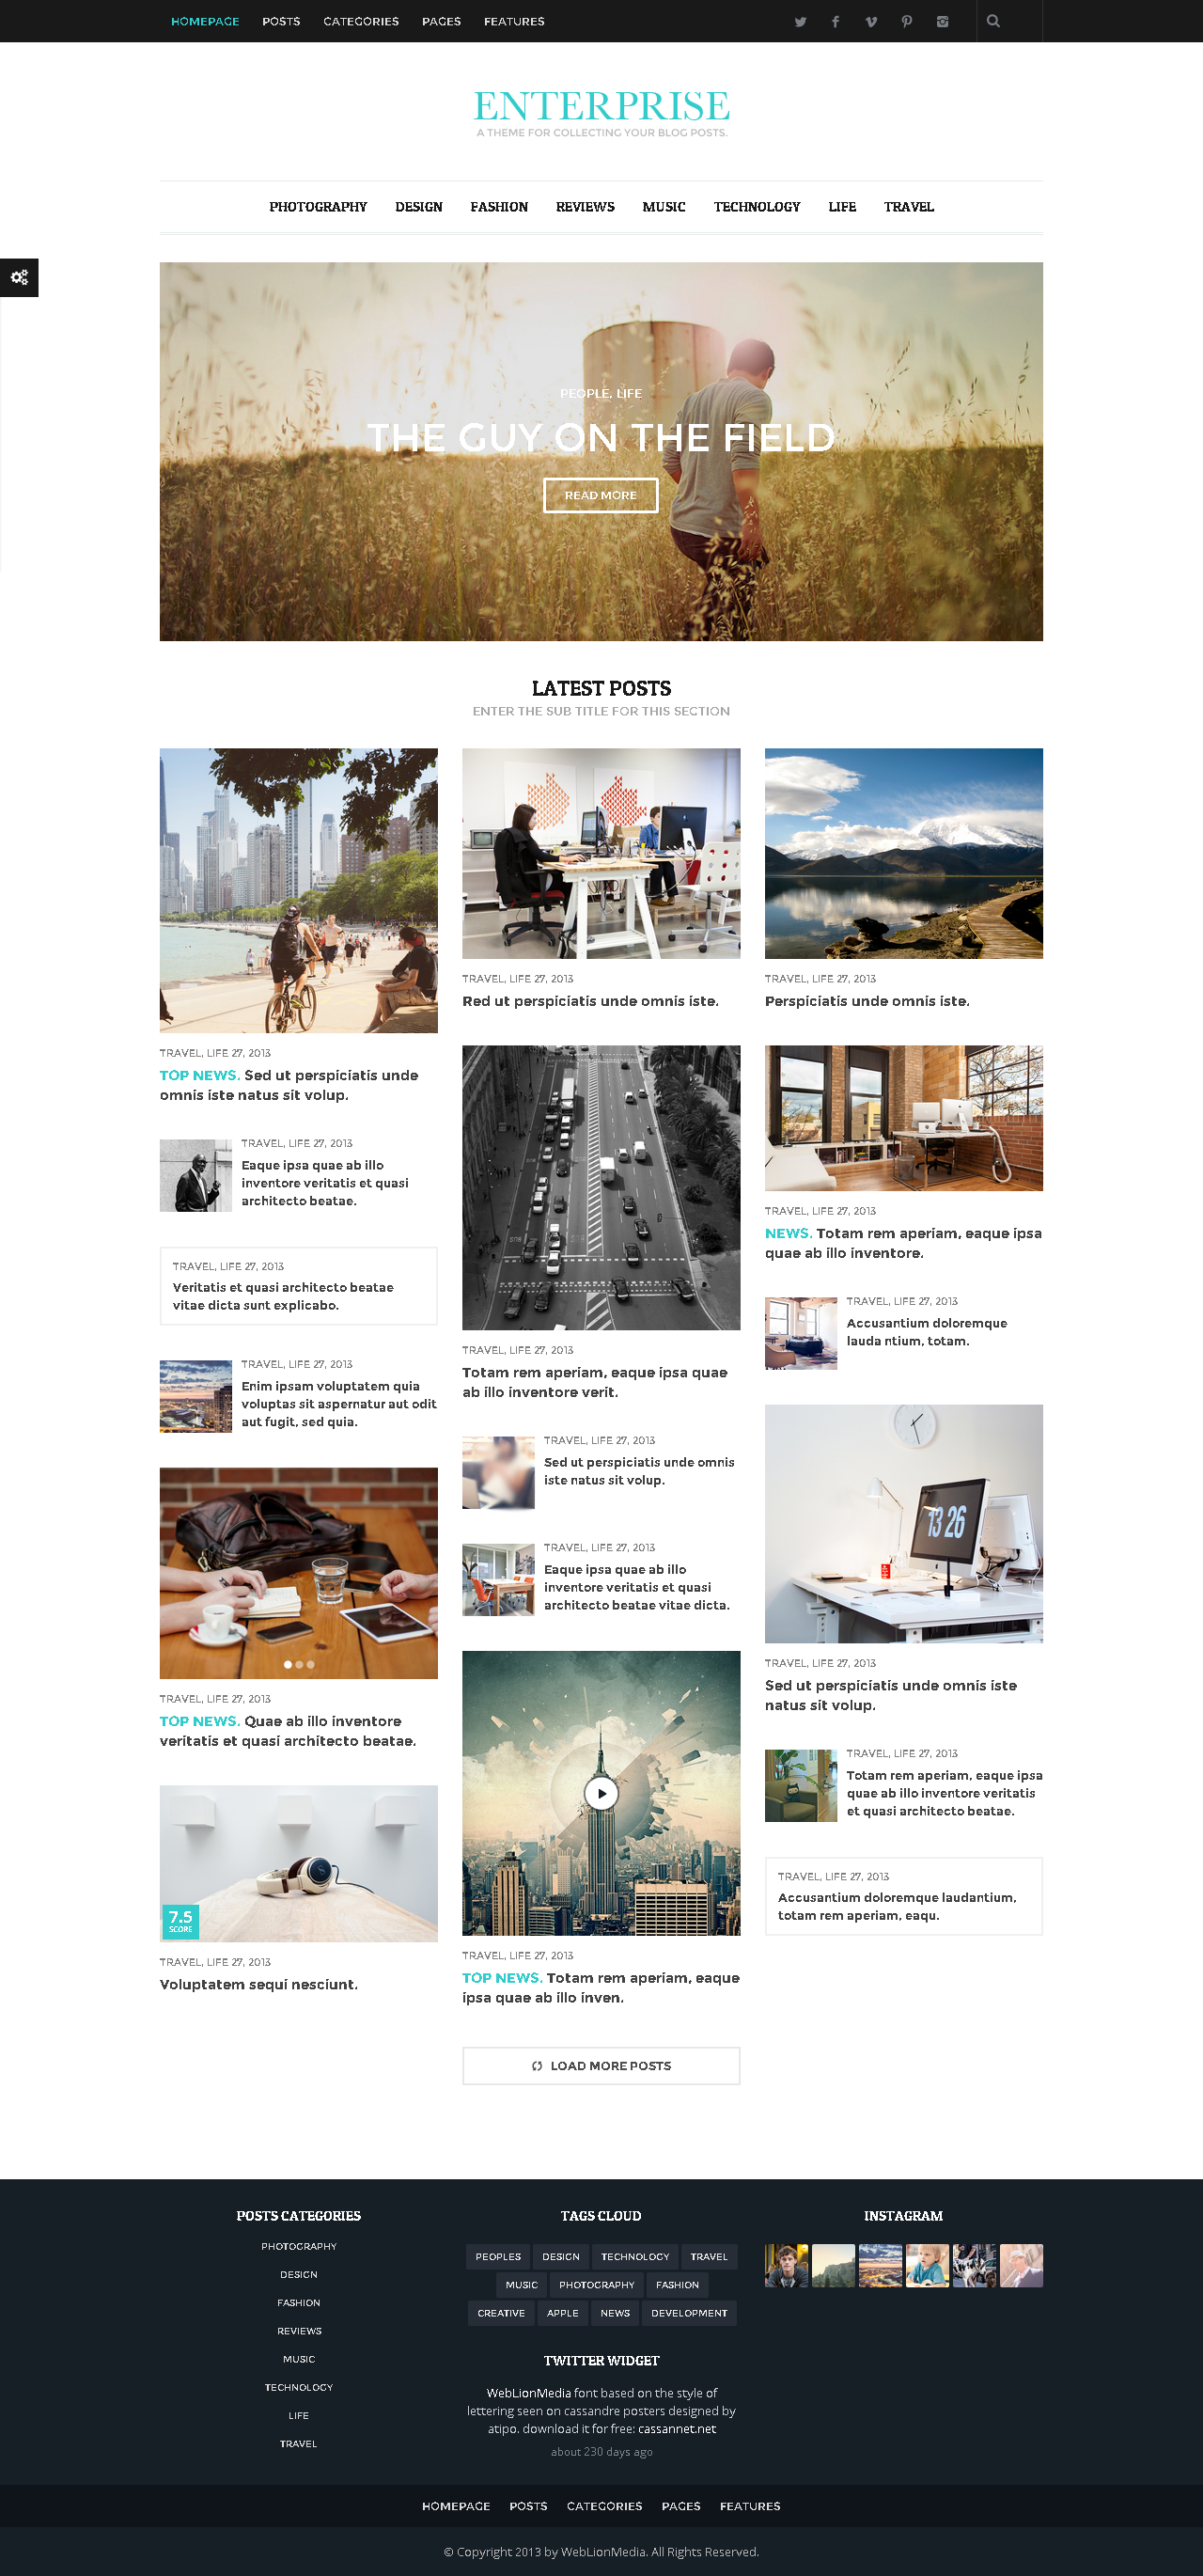 HOMEPAGE POSTS CATEGORIES PAGES FEATURES
ENTERPRISE
A THEME FOR COLLECTING YOUR BLOG POSTS.
PHOTOGRAPHY DESIGN FASHION REVIEWS MUSIC TECHNOLOGY LIFE TRAVEL
PEOPLE, LIFE
THE GUY ON THE FIELD
READ MORE
LATEST POSTS
ENTER THE SUB TITLE FOR THIS SECTION
TRAVEL, LIFE 27, 2013
TOP NEWS. Sed ut perspiciatis unde
omnis iste natus sit volup.
TRAVEL, LIFE 27, 2013
Eaque ipsa quae ab illo
inventore veritatis et quasi
architecto beatae.
TRAVEL, LIFE 27, 2013
Veritatis et quasi architecto beatae
vitae dicta sunt explicabo.
TRAVEL, LIFE 27, 2013
Enim ipsam voluptatem quia
voluptas sit aspernatur aut odit
aut fugit, sed quia.
TRAVEL, LIFE 27, 2013
TOP NEWS. Quae ab illo inventore
veritatis et quasi architecto beatae.
7.5
SCORE
TRAVEL, LIFE 27, 2013
Voluptatem sequi nesciunt.
TRAVEL, LIFE 27, 2013
Red ut perspiciatis unde omnis iste.
TRAVEL, LIFE 27, 2013
Totam rem aperiam, eaque ipsa quae
ab illo inventore verit.
TRAVEL, LIFE 27, 2013
Sed ut perspiciatis unde omnis
iste natus sit volup.
TRAVEL, LIFE 27, 2013
Eaque ipsa quae ab illo
inventore veritatis et quasi
architecto beatae vitae dicta.
TRAVEL, LIFE 27, 2013
TOP NEWS. Totam rem aperiam, eaque
ipsa quae ab illo inven.
TRAVEL, LIFE 27, 2013
Perspiciatis unde omnis iste.
TRAVEL, LIFE 27, 2013
NEWS. Totam rem aperiam, eaque ipsa
quae ab illo inventore.
TRAVEL, LIFE 27, 2013
Accusantium doloremque
lauda ntium, totam.
13 26
TRAVEL, LIFE 27, 2013
Sed ut perspiciatis unde omnis iste
natus sit volup.
TRAVEL, LIFE 27, 2013
Totam rem aperiam, eaque ipsa
quae ab illo inventore veritatis
et quasi architecto beatae.
TRAVEL, LIFE 27, 2013
Accusantium doloremque laudantium,
totam rem aperiam, eaqu.
LOAD MORE POSTS
POSTS CATEGORIES
PHOTOGRAPHY
DESIGN
FASHION
REVIEWS
MUSIC
TECHNOLOGY
LIFE
TRAVEL
TAGS CLOUD
PEOPLES DESIGN TECHNOLOGY TRAVEL
MUSIC PHOTOGRAPHY FASHION
CREATIVE APPLE NEWS DEVELOPMENT
TWITTER WIDGET
WebLionMedia font based on the style of
lettering seen on cassandre posters designed by
atipo. download it for free: cassannet.net
about 230 days ago
INSTAGRAM
HOMEPAGE POSTS CATEGORIES PAGES FEATURES
© Copyright 2013 by WebLionMedia. All Rights Reserved.